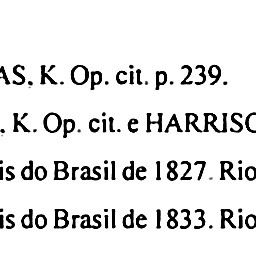 AS, K. Op. cit. p. 239.
, K. Op. cit. e HARRISO
is do Brasil de 1827. Rio
is do Brasil de 1833. Rio